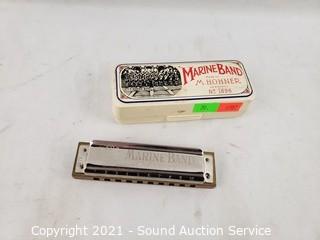 MARINE BAND
M. HOHNER
No 1896
MARINE BAND
Copyright 2021 - Sound Auction Service